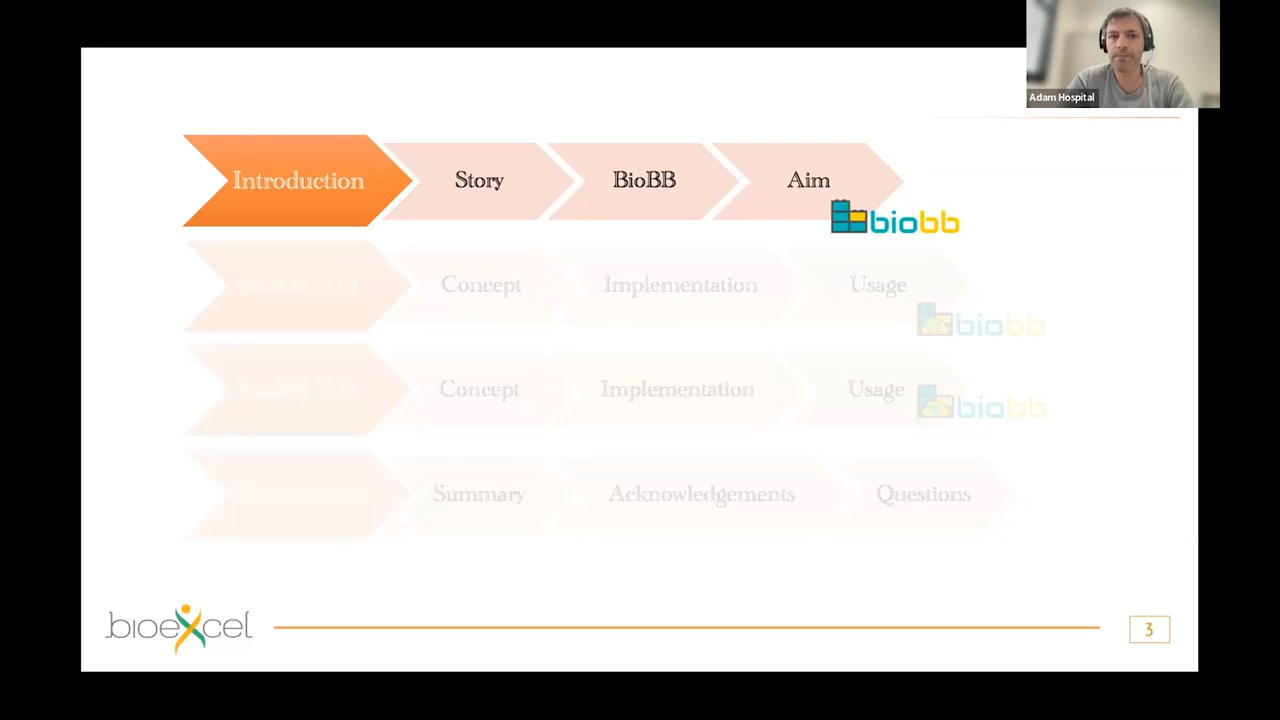 Adam Hospital
Introduction Story BioBB Aim
biobb
Concept Implementation Usage
biobb
Concept Implementation Usage
biobb
Summary Acknowledgements Questions
bioexcel
3